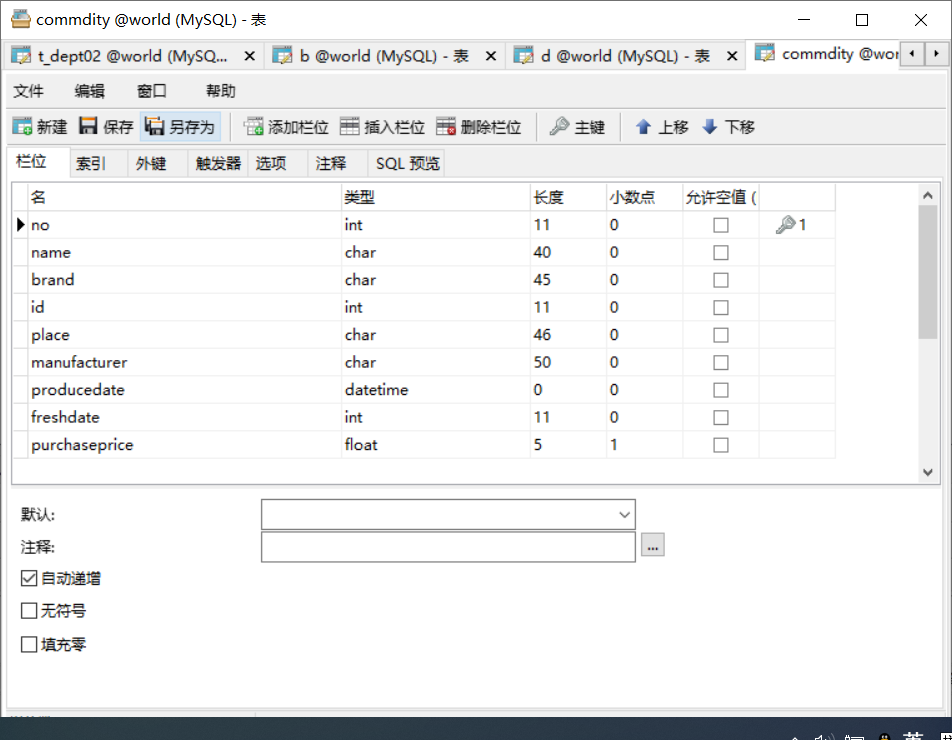 commdity @world (MySQL) - 表
t_dept02 @world (MySQ... b @world (MySQL) - 表 d @world (MySQL) - 表 commdity @wor
文件 编辑 窗口 帮助
新建 保存 另存为 添加栏位 插入栏位 删除栏位 主键 上移 下移
栏位 索引 外键 触发器 选项 注释 SQL 预览
名 类型 长度 小数点 允许空值 (
no int 11 0 1
name char 40 0
brand char 45 0
id int 11 0
place char 46 0
manufacturer char 50 0
producedate datetime 0 0
freshdate int 11 0
purchaseprice float 5 1
默认:
注释: ...
自动递增
无符号
填充零
英